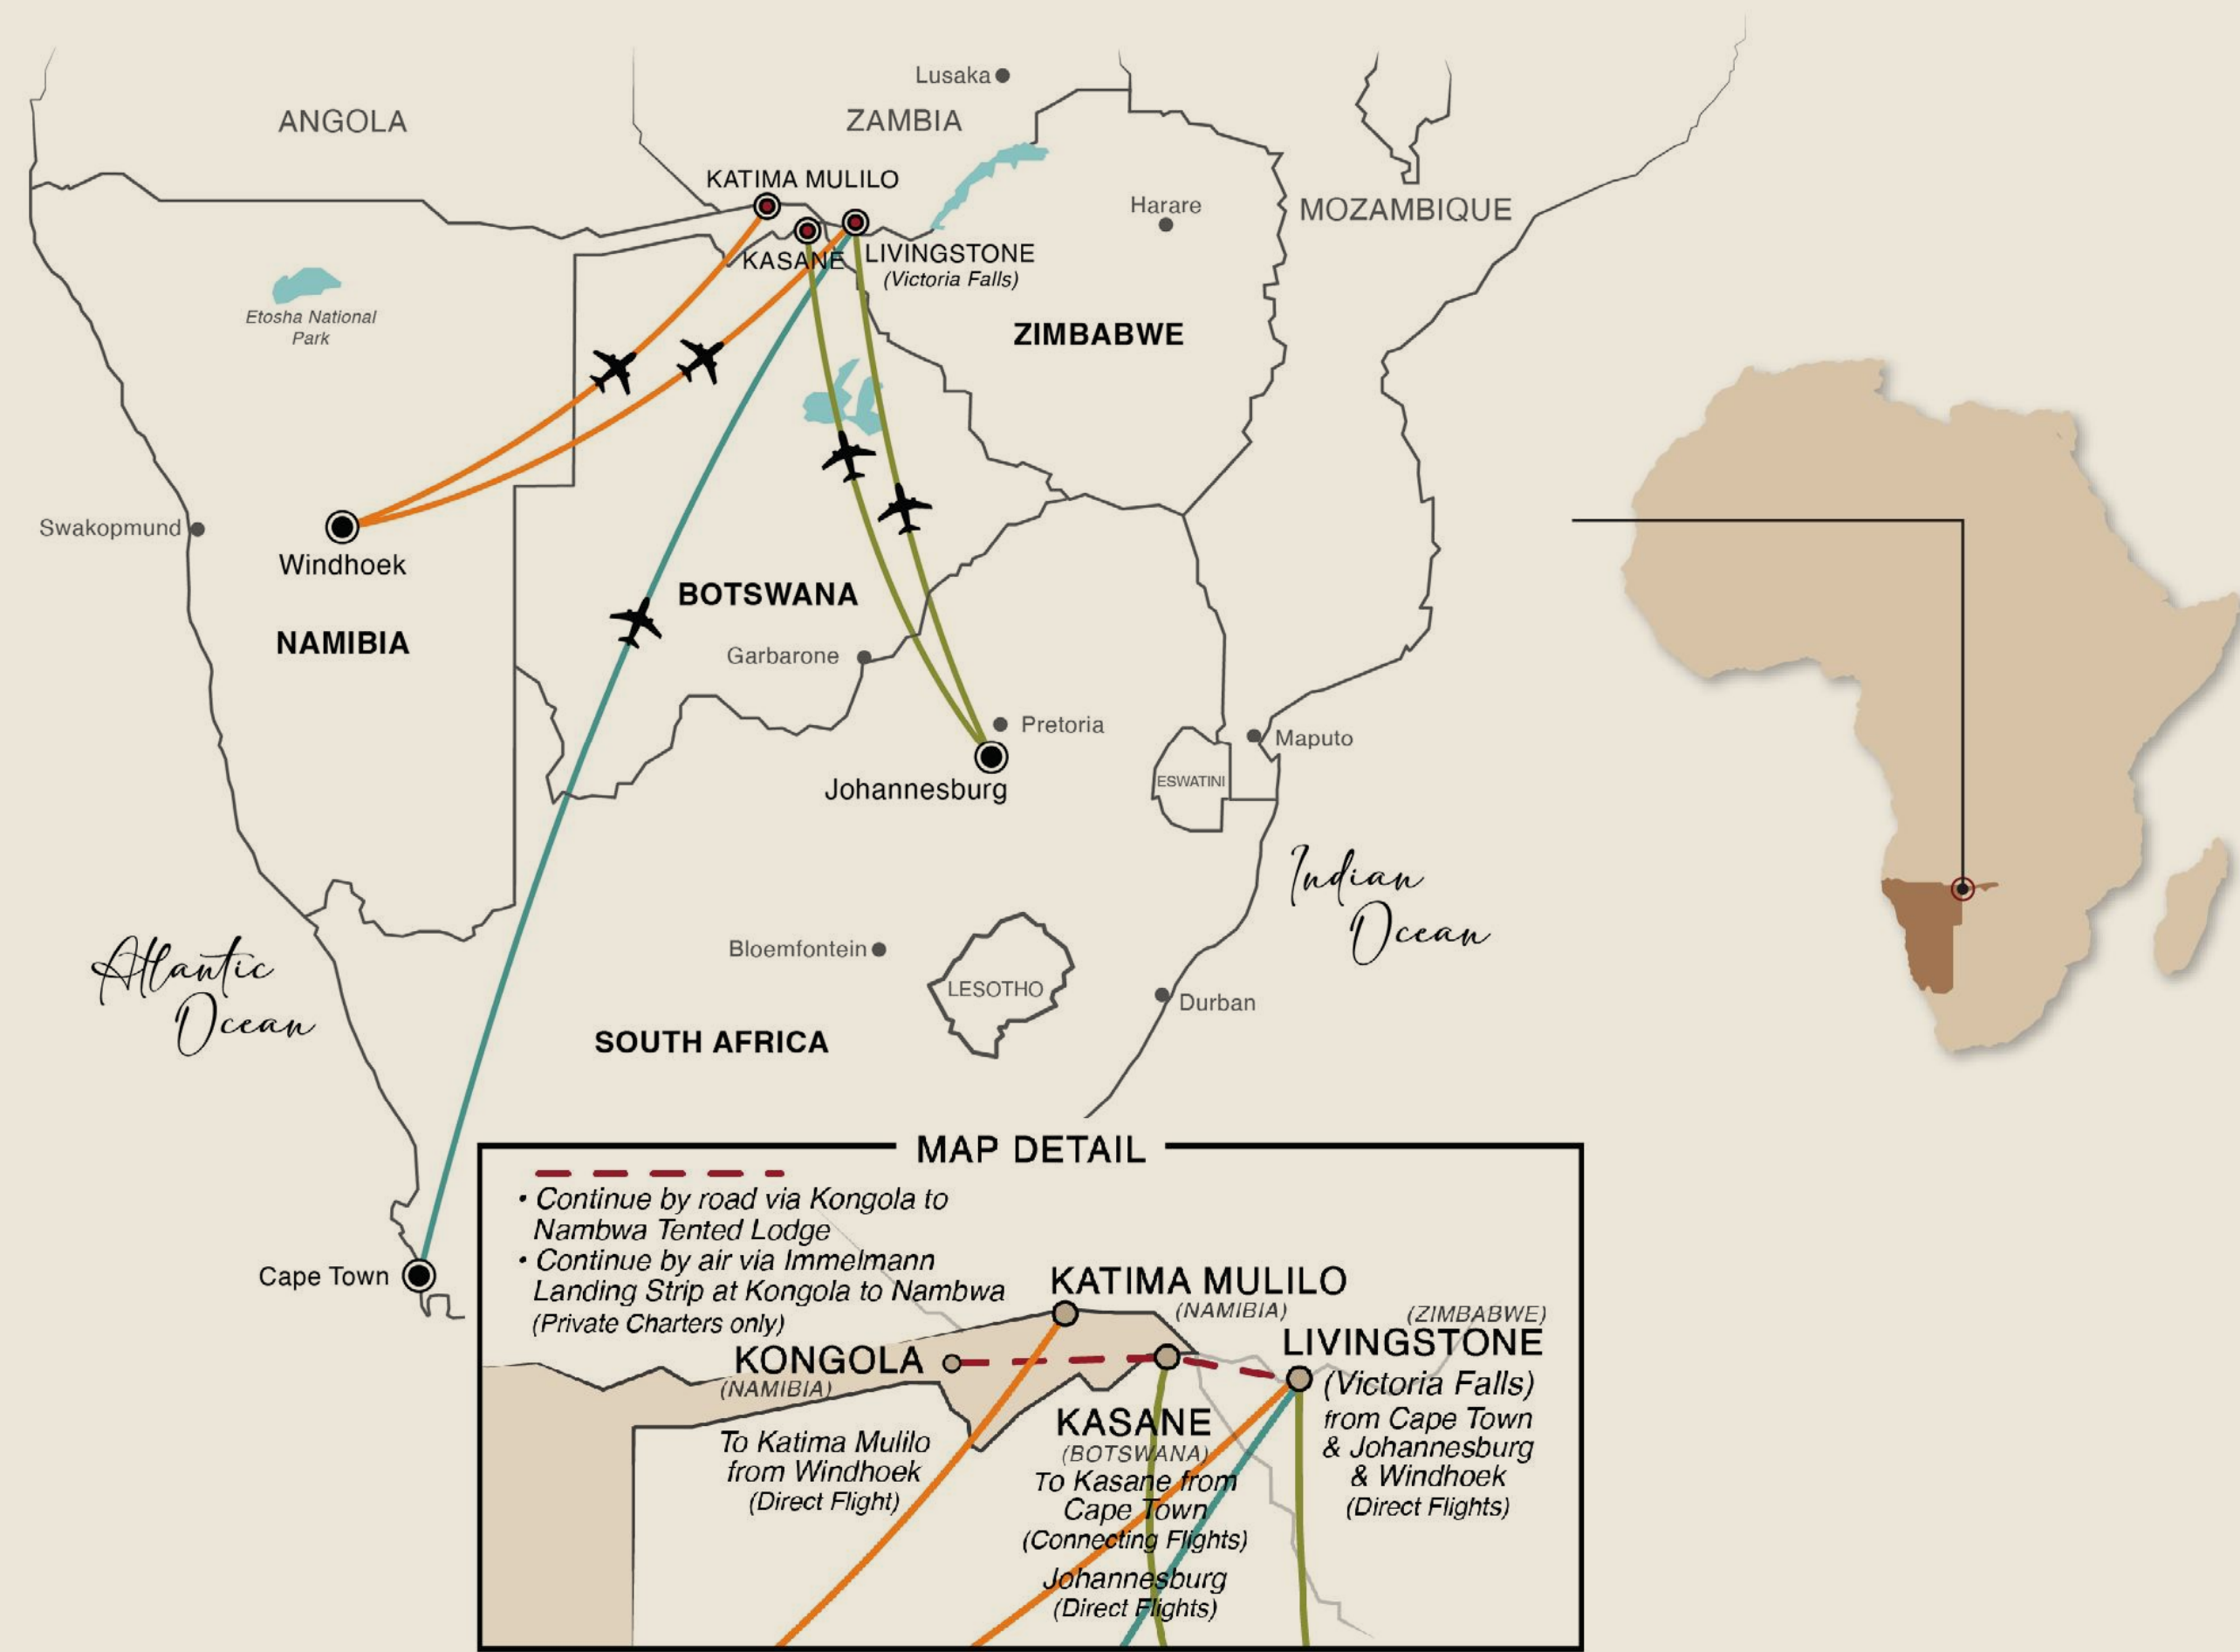 Lusaka
ANGOLA
ZAMBIA
KATIMA MULILO
Harare
MOZAMBIQUE
KASANE
LIVINGSTONE
(Victoria Falls)
Etosha National
Park
ZIMBABWE
Swakopmund
Windhoek
BOTSWANA
NAMIBIA
Garbarone
Pretoria
Maputo
Johannesburg
ESWATINI
Indian
Ocean
Atlantic
Ocean
Bloemfontein
LESOTHO
Durban
SOUTH AFRICA
Cape Town
MAP DETAIL
• Continue by road via Kongola to
Nambwa Tented Lodge
• Continue by air via Immelmann
Landing Strip at Kongola to Nambwa
(Private Charters only)
KATIMA MULILO
(NAMIBIA)
(ZIMBABWE)
LIVINGSTONE
(Victoria Falls)
from Cape Town
& Johannesburg
& Windhoek
(Direct Flights)
KONGOLA
(NAMIBIA)
To Katima Mulilo
from Windhoek
(Direct Flight)
KASANE
(BOTSWANA)
To Kasane from
Cape Town
(Connecting Flights)
Johannesburg
(Direct Flights)